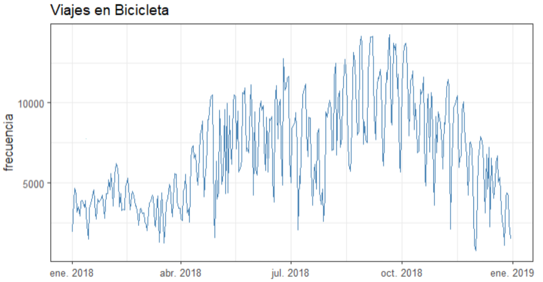 Viajes en Bicicleta
frecuencia
10000
5000
ene. 2018
abr. 2018
jul. 2018
oct. 2018
ene. 2019